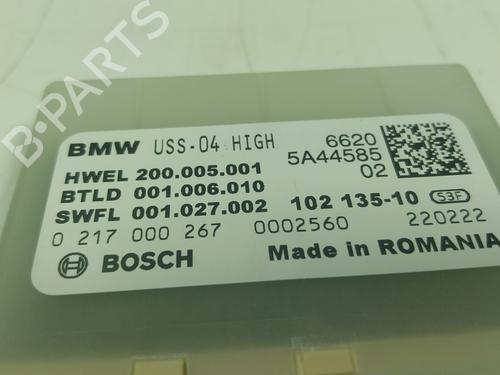 B-PARTS
BMW USS-04 HIGH 6620
5A44585
HWEL 200.005.001 02
BTLD 001.006.010
SWFL 001.027.002 102 135-10 S3F
0 217 000 267 0002560 220222
BOSCH Made in ROMANIA